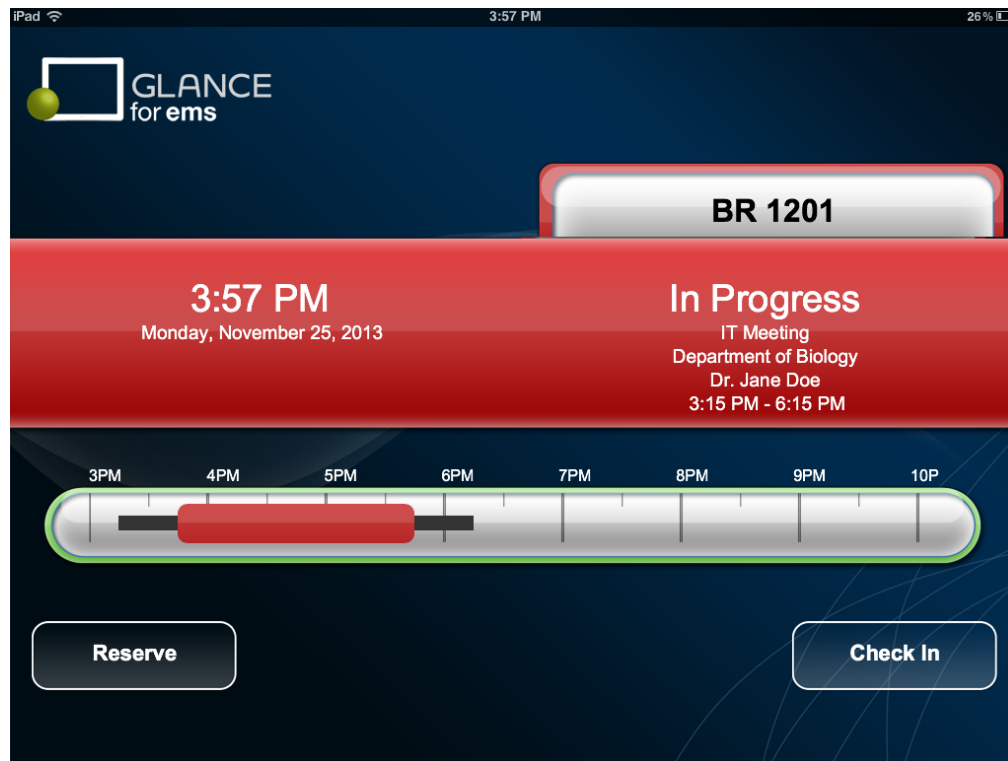 iPad 3:57 PM 26%
GLANCE
for ems
BR 1201
3:57 PM
Monday, November 25, 2013
In Progress
IT Meeting
Department of Biology
Dr. Jane Doe
3:15 PM - 6:15 PM
3PM 4PM 5PM 6PM 7PM 8PM 9PM 10P
Reserve Check In